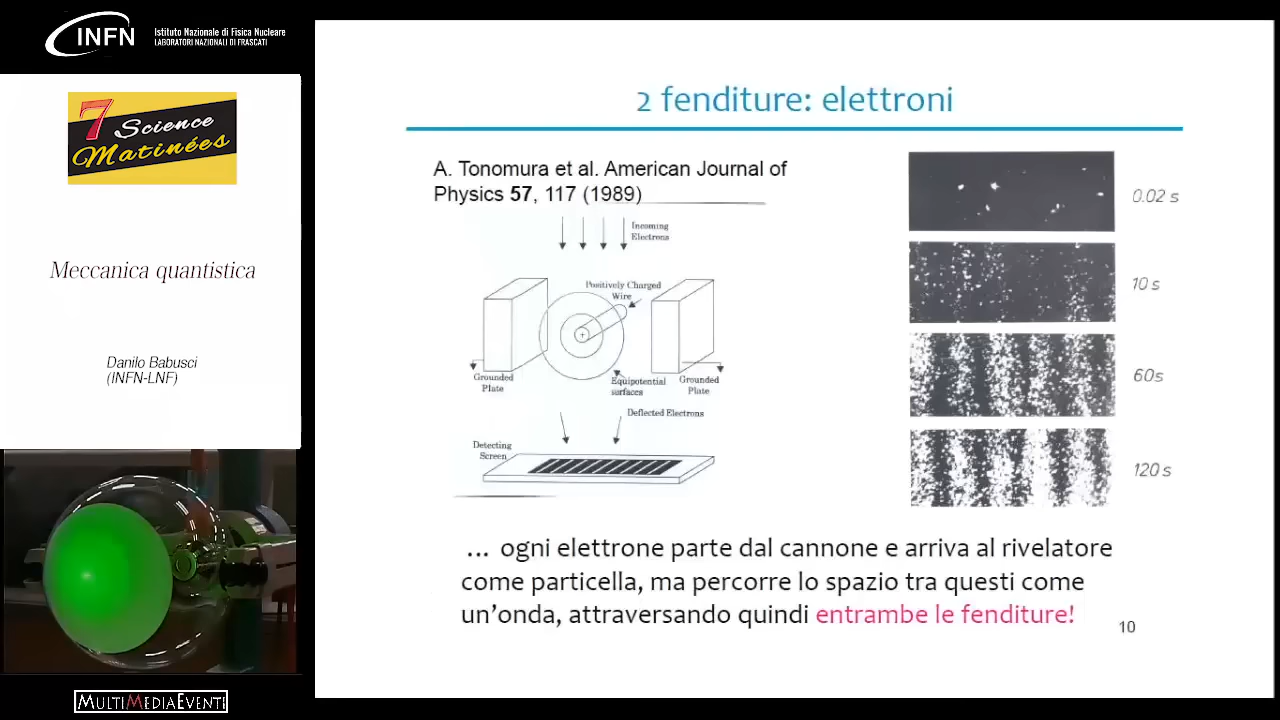 INFN
Istituto Nazionale di Fisica Nucleare
LABORATORI NAZIONALI DI FRASCATI
7
Science
Matinées
Meccanica quantistica
Danilo Babusci
(INFN-LNF)
MULTIMEDIAEVENTI
2 fenditure: elettroni
A. Tonomura et al. American Journal of
Physics 57, 117 (1989)
Incoming
Electrons
Positively Charged
Wire
Grounded
Plate
Equipotential
surfaces
Grounded
Plate
Deflected Electrons
Detecting
Screen
0.02 s
10 s
60s
120 s
... ogni elettrone parte dal cannone e arriva al rivelatore
come particella, ma percorre lo spazio tra questi come
un'onda, attraversando quindi entrambe le fenditure!
10